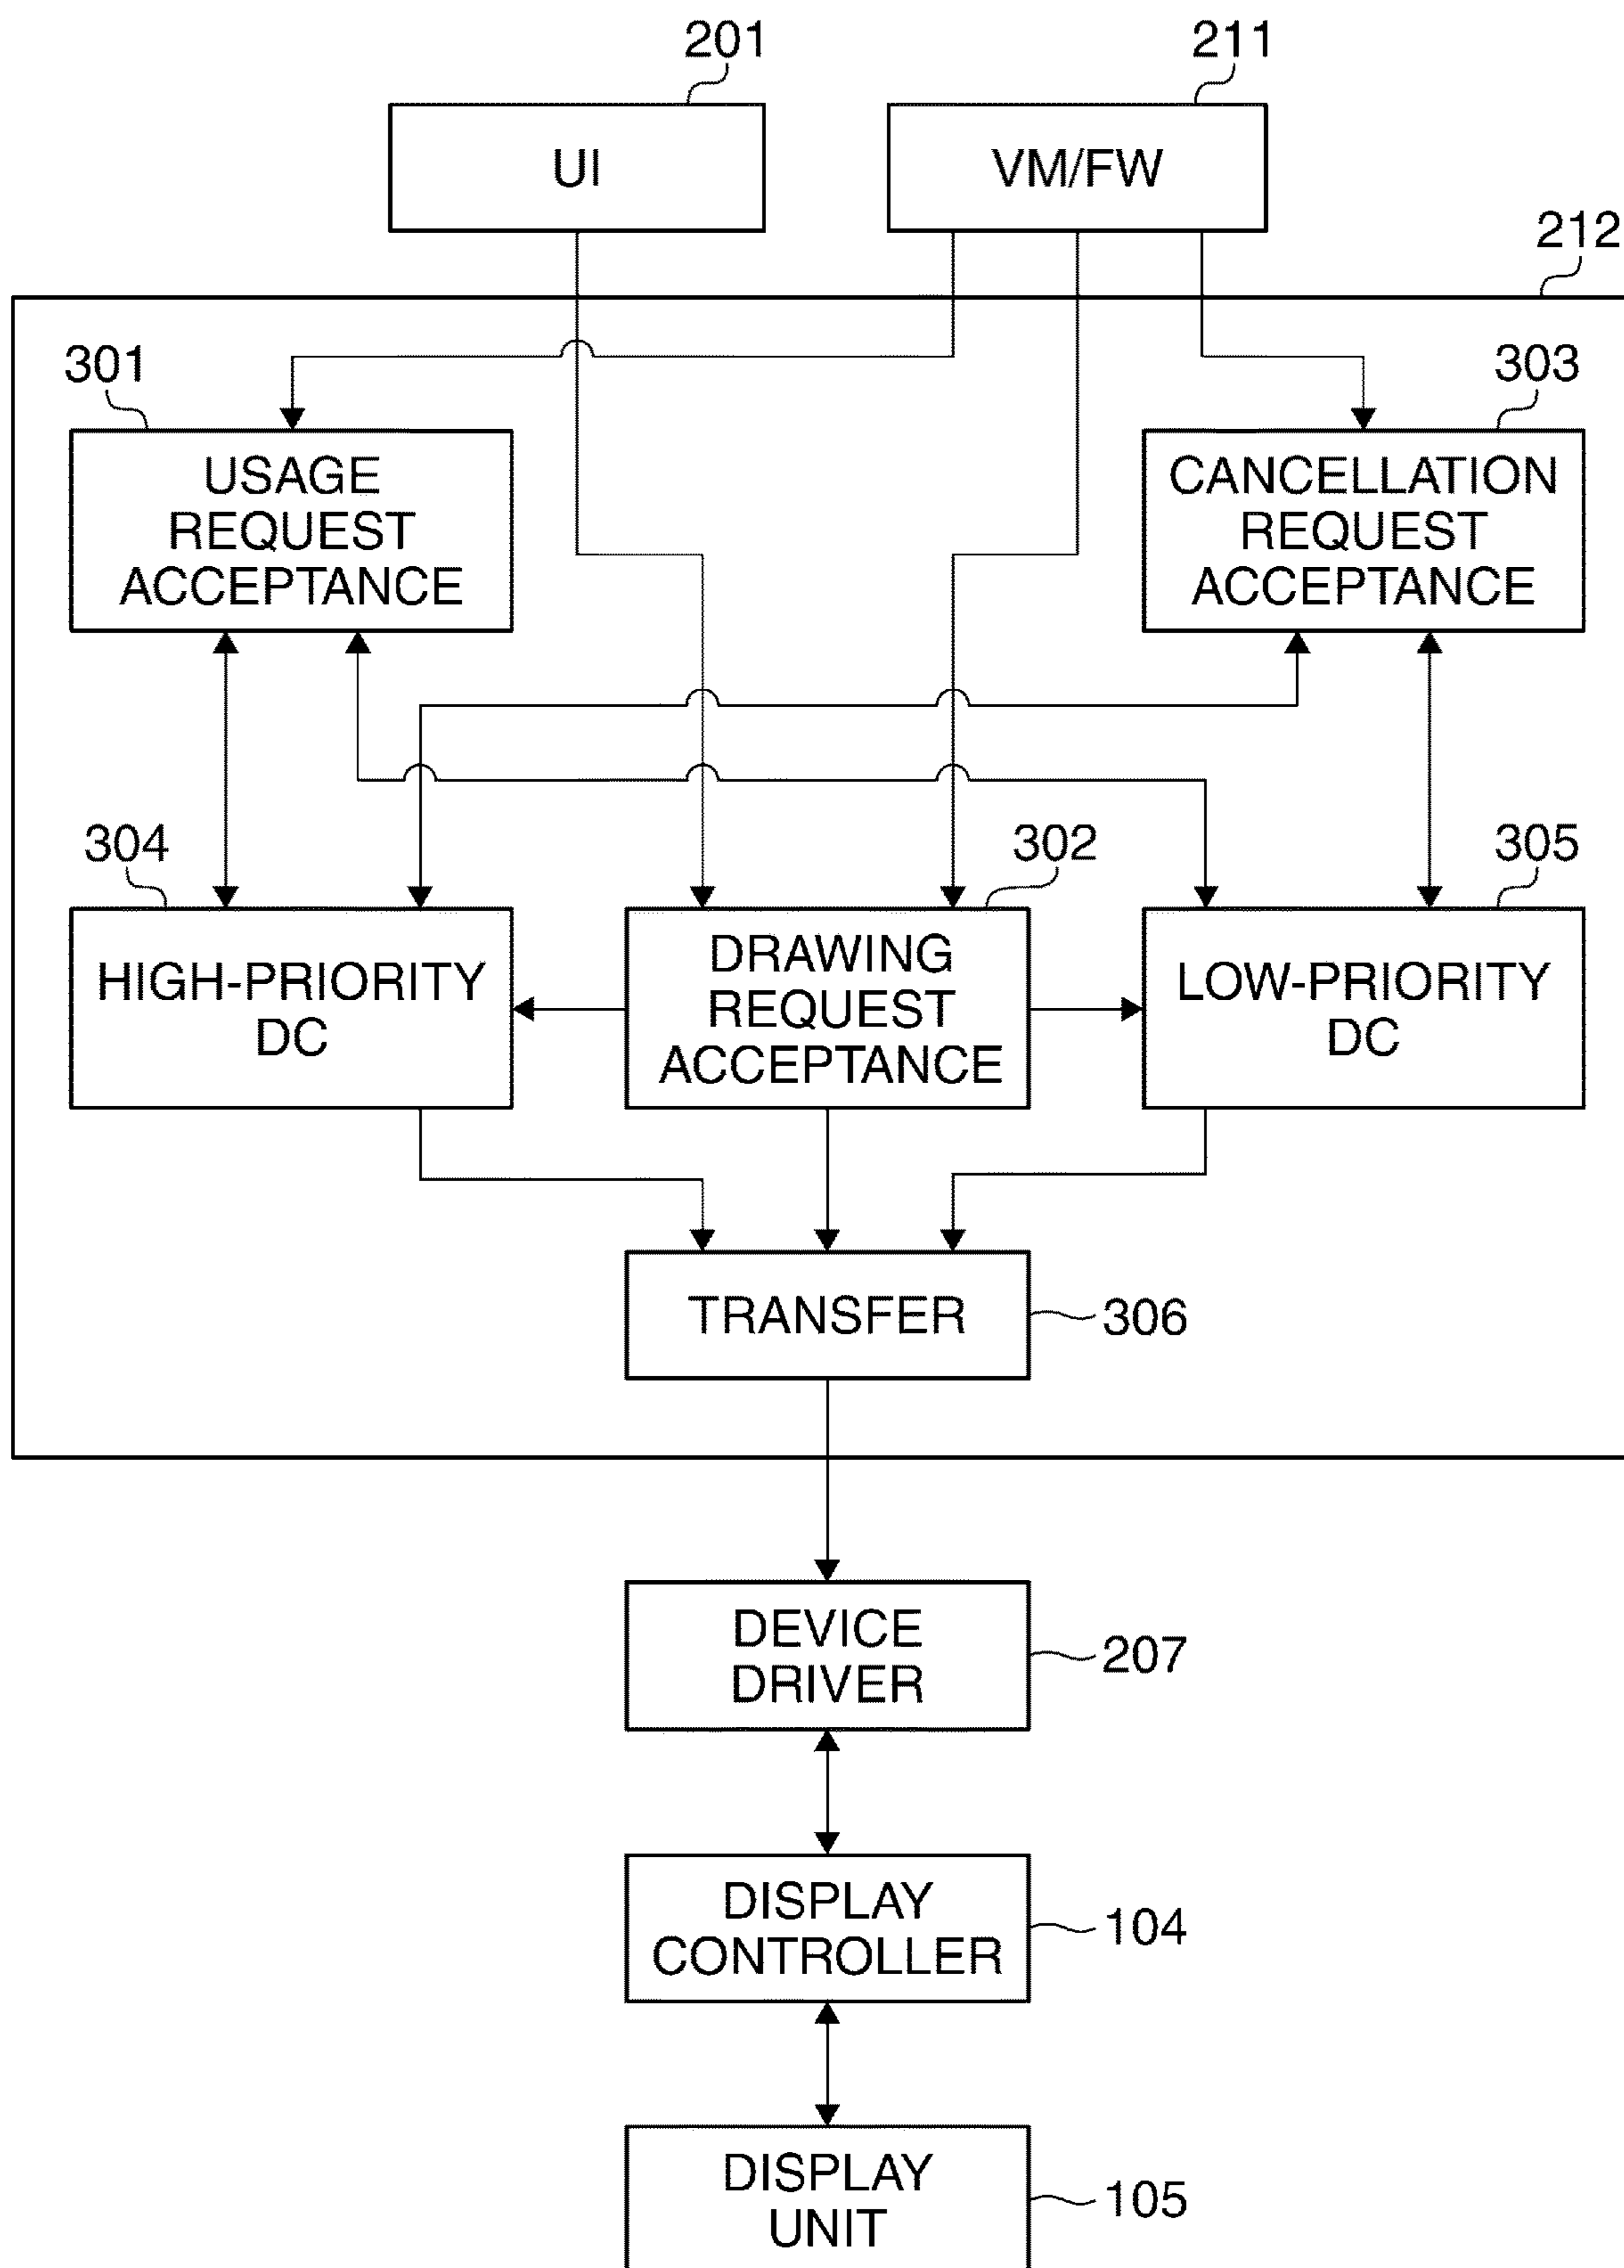 201
211
UI
VM/FW
212
301
303
USAGE
REQUEST
ACCEPTANCE
CANCELLATION
REQUEST
ACCEPTANCE
304
302
305
HIGH-PRIORITY
DC
DRAWING
REQUEST
ACCEPTANCE
LOW-PRIORITY
DC
TRANSFER
306
DEVICE
DRIVER
207
DISPLAY
CONTROLLER
104
DISPLAY
UNIT
105